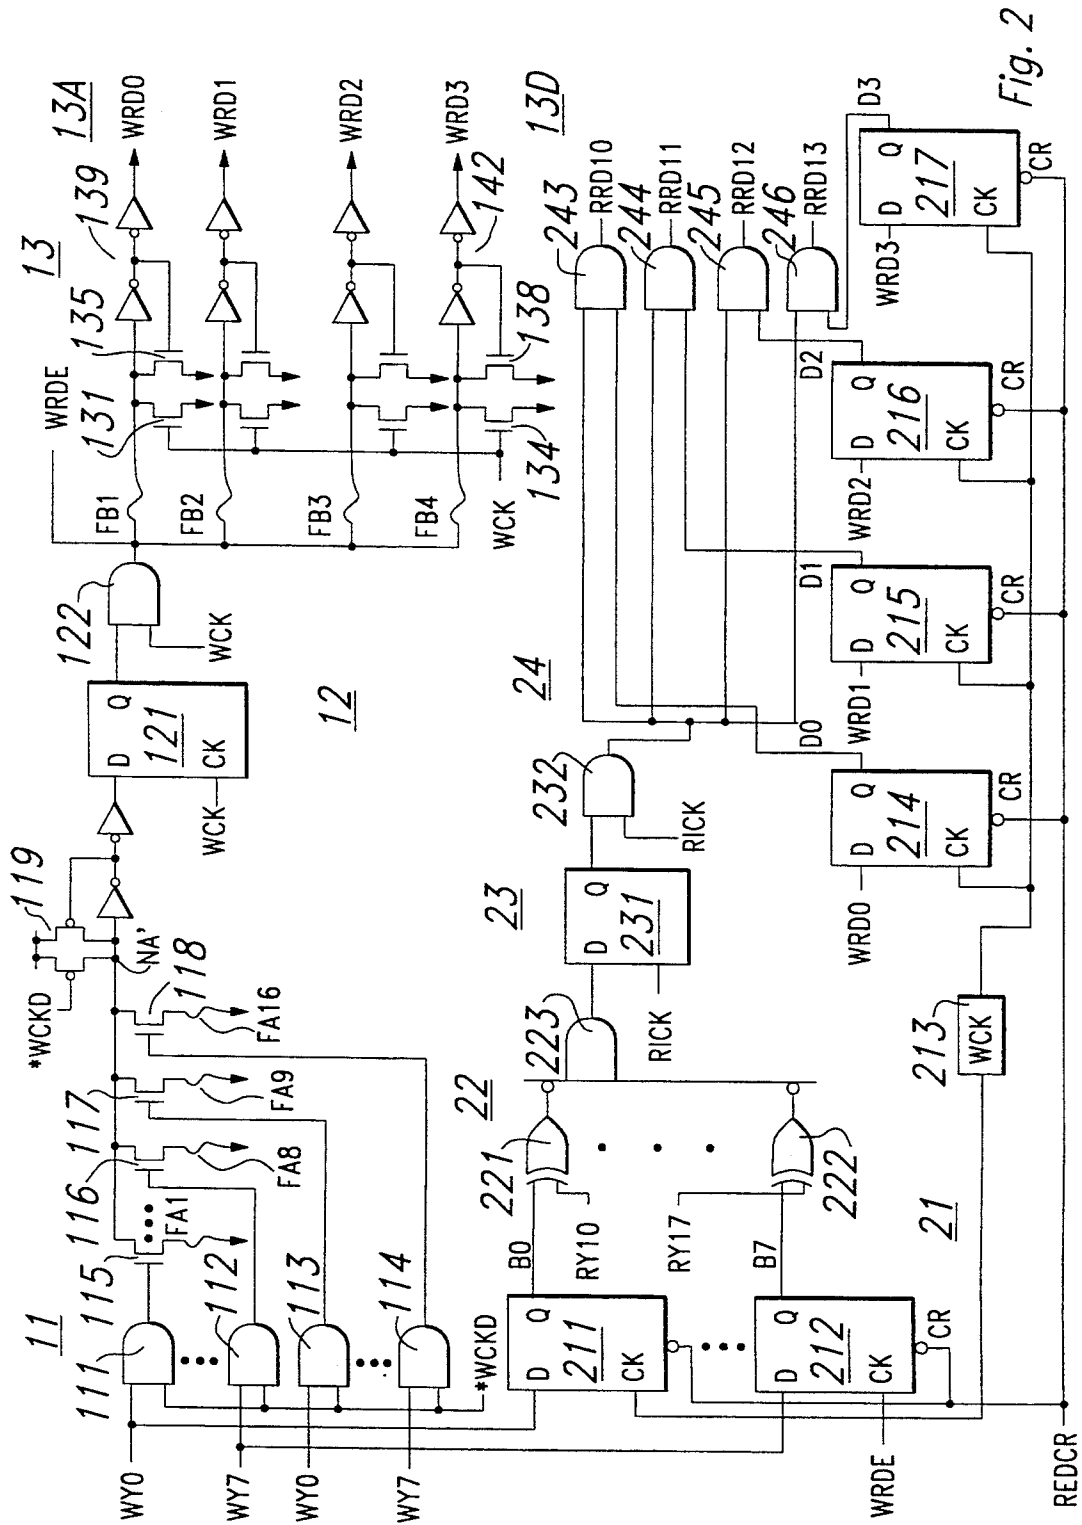 11
111
115
FA1
116
FA8
117
FA9
118
FA16
*WCKD
119
NA'
112
113
114
WY0
WY7
WY0
WY7
*WCKD
12
D
Q
121
CK
WCK
122
WCK
13
13A
WRDE
FB1
FB2
FB3
FB4
131
135
139
134
138
142
WCK
WRD0
WRD1
WRD2
WRD3
21
D
Q
211
CK
B0
D
Q
212
CK
CR
B7
WRDE
REDCR
22
221
RY10
RY17
222
223
23
D
Q
231
RICK
232
RICK
24
13D
243
244
245
246
RRD10
RRD11
RRD12
RRD13
213
WCK
WRD0
D
Q
214
CK
CR
D0
WRD1
D
Q
215
CK
CR
D1
WRD2
D
Q
216
CK
CR
D2
WRD3
D
Q
217
CK
CR
D3
Fig. 2